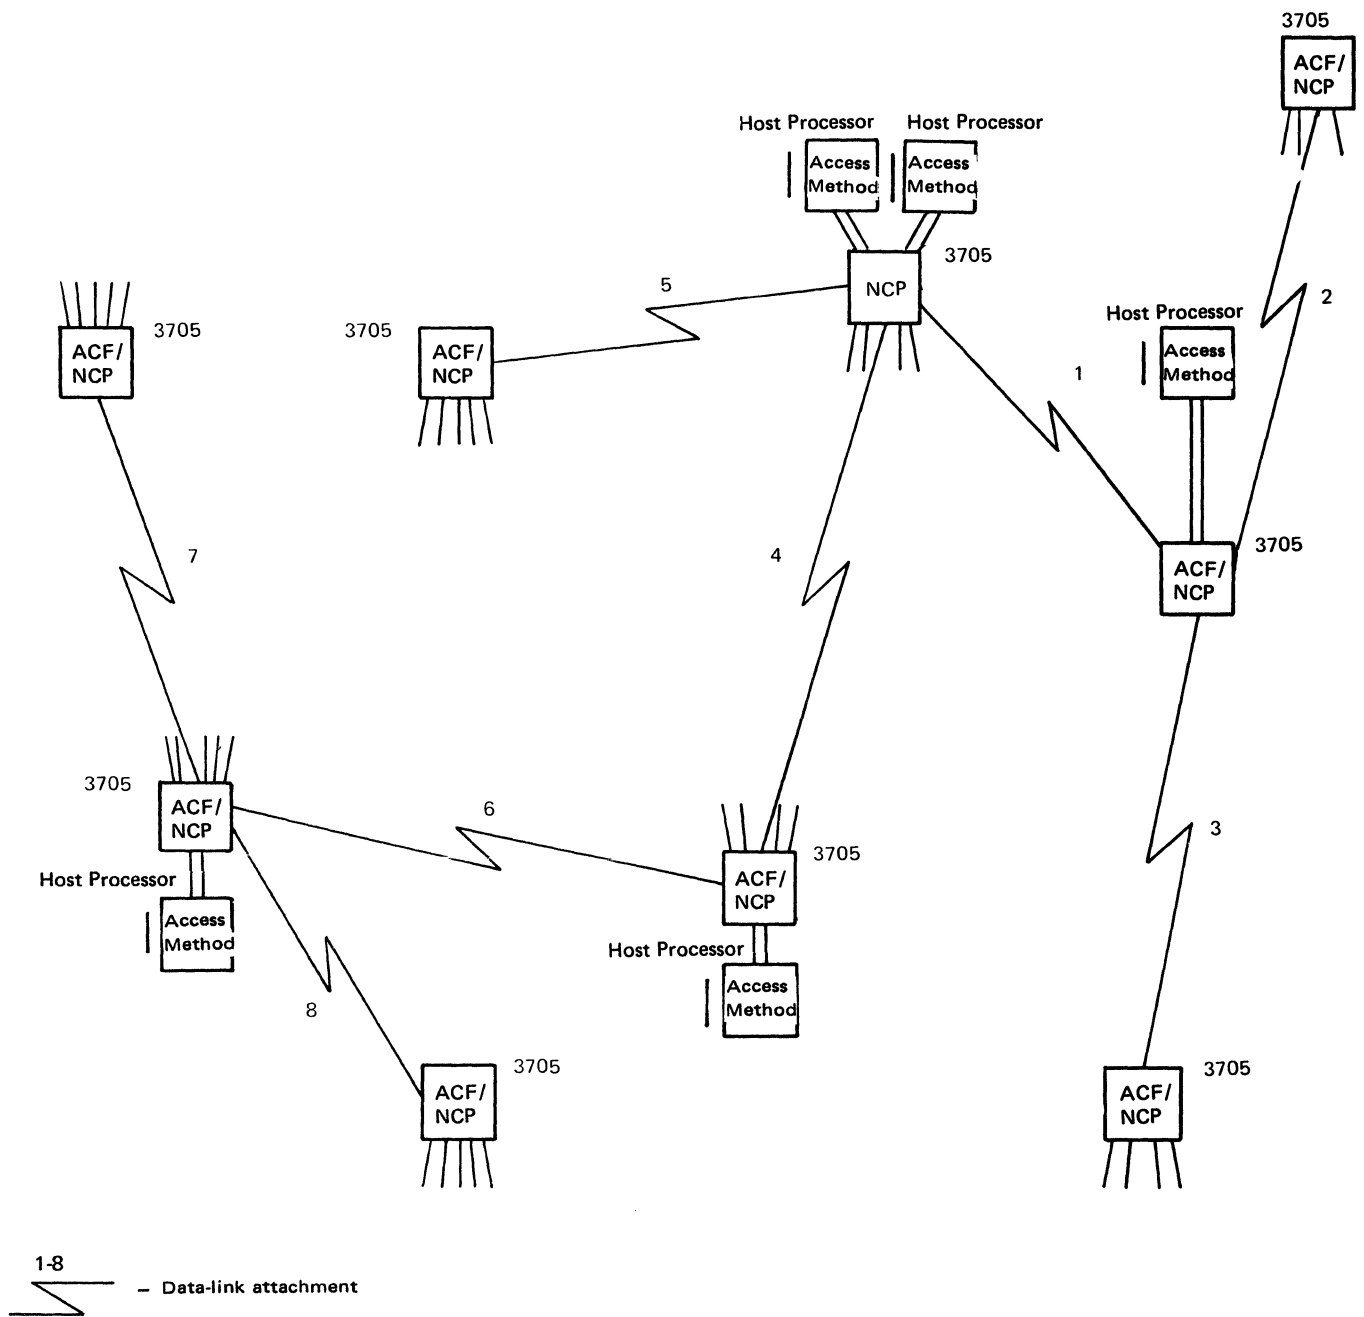 3705
ACF/
NCP
Host Processor
Host Processor
Access
Method
Access
Method
3705
NCP
5
2
Host Processor
3705
ACF/
NCP
3705
ACF/
NCP
Access
Method
1
7
4
3705
ACF/
NCP
3705
ACF/
NCP
6
3
3705
ACF/
NCP
Host Processor
Access
Method
Host Processor
Access
Method
8
3705
ACF/
NCP
3705
ACF/
NCP
1-8
– Data-link attachment